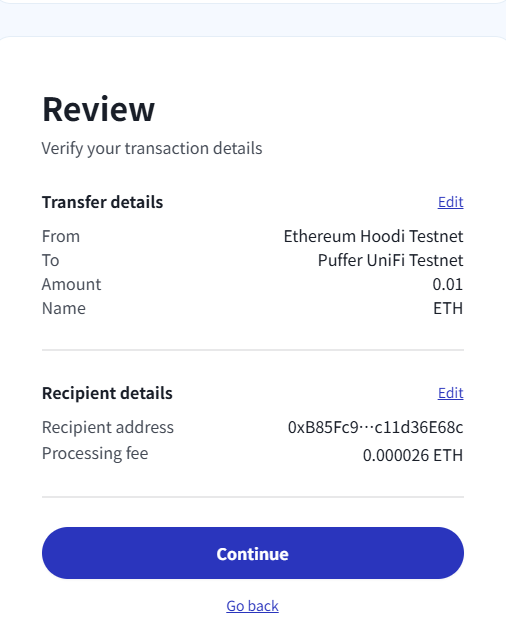 Review
Verify your transaction details
Transfer details Edit
From Ethereum Hoodi Testnet
To Puffer UniFi Testnet
Amount 0.01
Name ETH
Recipient details Edit
Recipient address 0xB85Fc9···c11d36E68c
Processing fee 0.000026 ETH
Continue
Go back